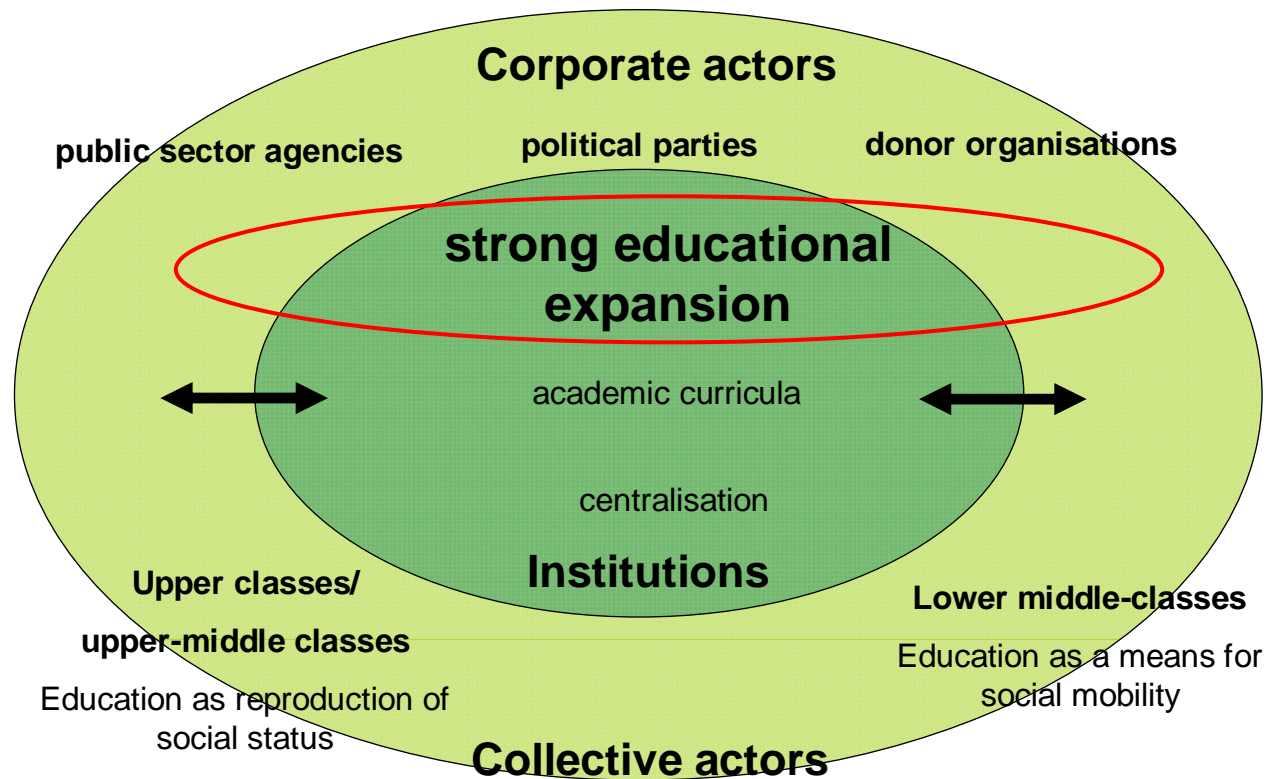 Corporate actors
public sector agencies
political parties
donor organisations
strong educational
expansion
academic curricula
centralisation
Institutions
Upper classes/
upper-middle classes
Education as reproduction of
social status
Lower middle-classes
Education as a means for
social mobility
Collective actors